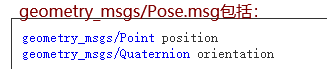 geometry_msgs/Pose.msg包括：
geometry_msgs/Point position
geometry_msgs/Quaternion orientation